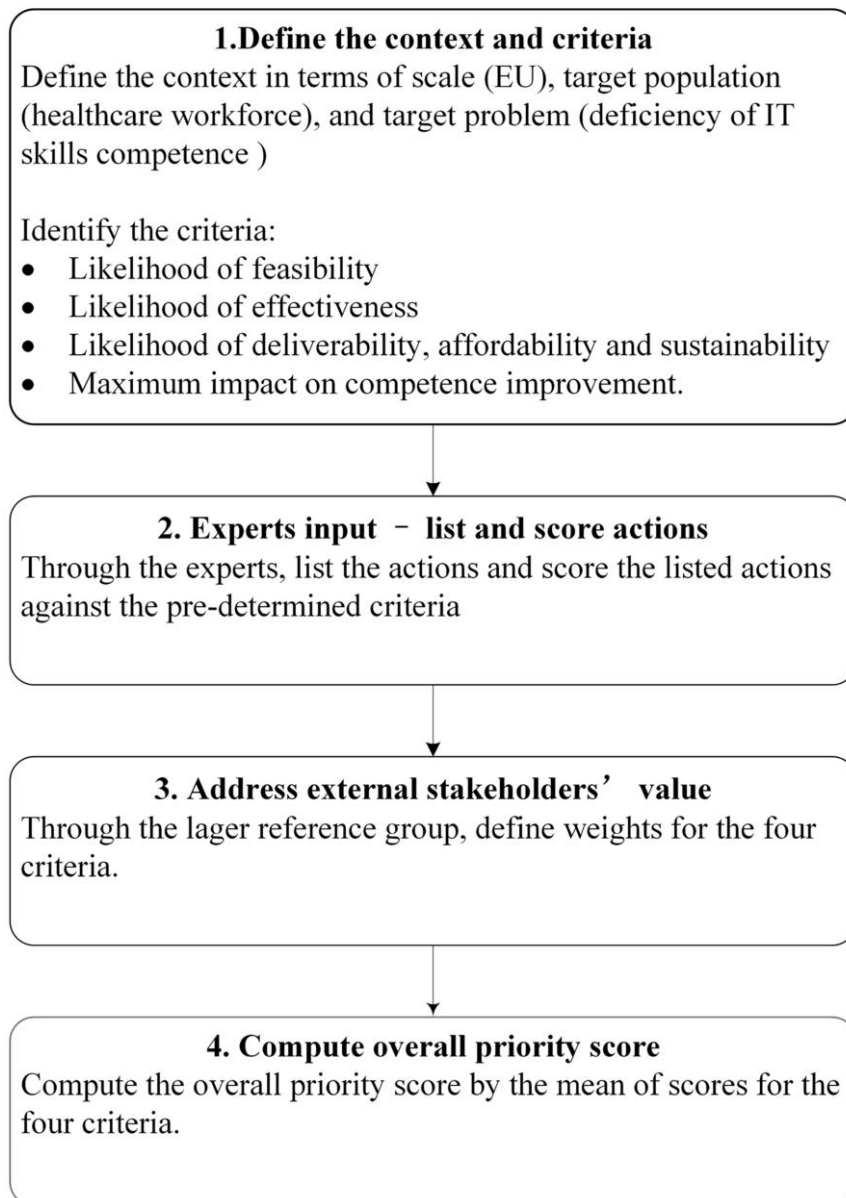 1.Define the context and criteria
Define the context in terms of scale (EU), target population
(healthcare workforce), and target problem (deficiency of IT
skills competence )
Identify the criteria:
• Likelihood of feasibility
• Likelihood of effectiveness
• Likelihood of deliverability, affordability and sustainability
• Maximum impact on competence improvement.
2. Experts input – list and score actions
Through the experts, list the actions and score the listed actions
against the pre-determined criteria
3. Address external stakeholders’ value
Through the lager reference group, define weights for the four
criteria.
4. Compute overall priority score
Compute the overall priority score by the mean of scores for the
four criteria.